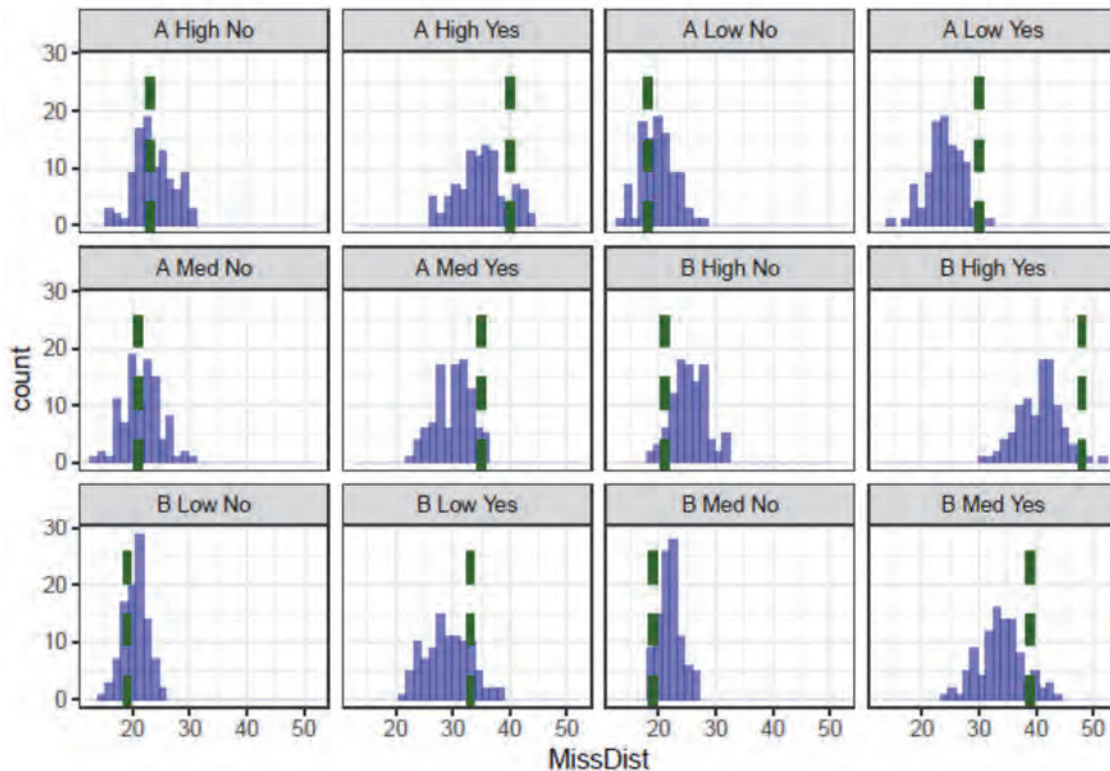 A High No A High Yes A Low No A Low Yes
30
20
10
0
A Med No A Med Yes B High No B High Yes
30
20
10
0
count
B Low No B Low Yes B Med No B Med Yes
30
20
10
0
20 30 40 50 20 30 40 50 20 30 40 50 20 30 40 50
MissDist